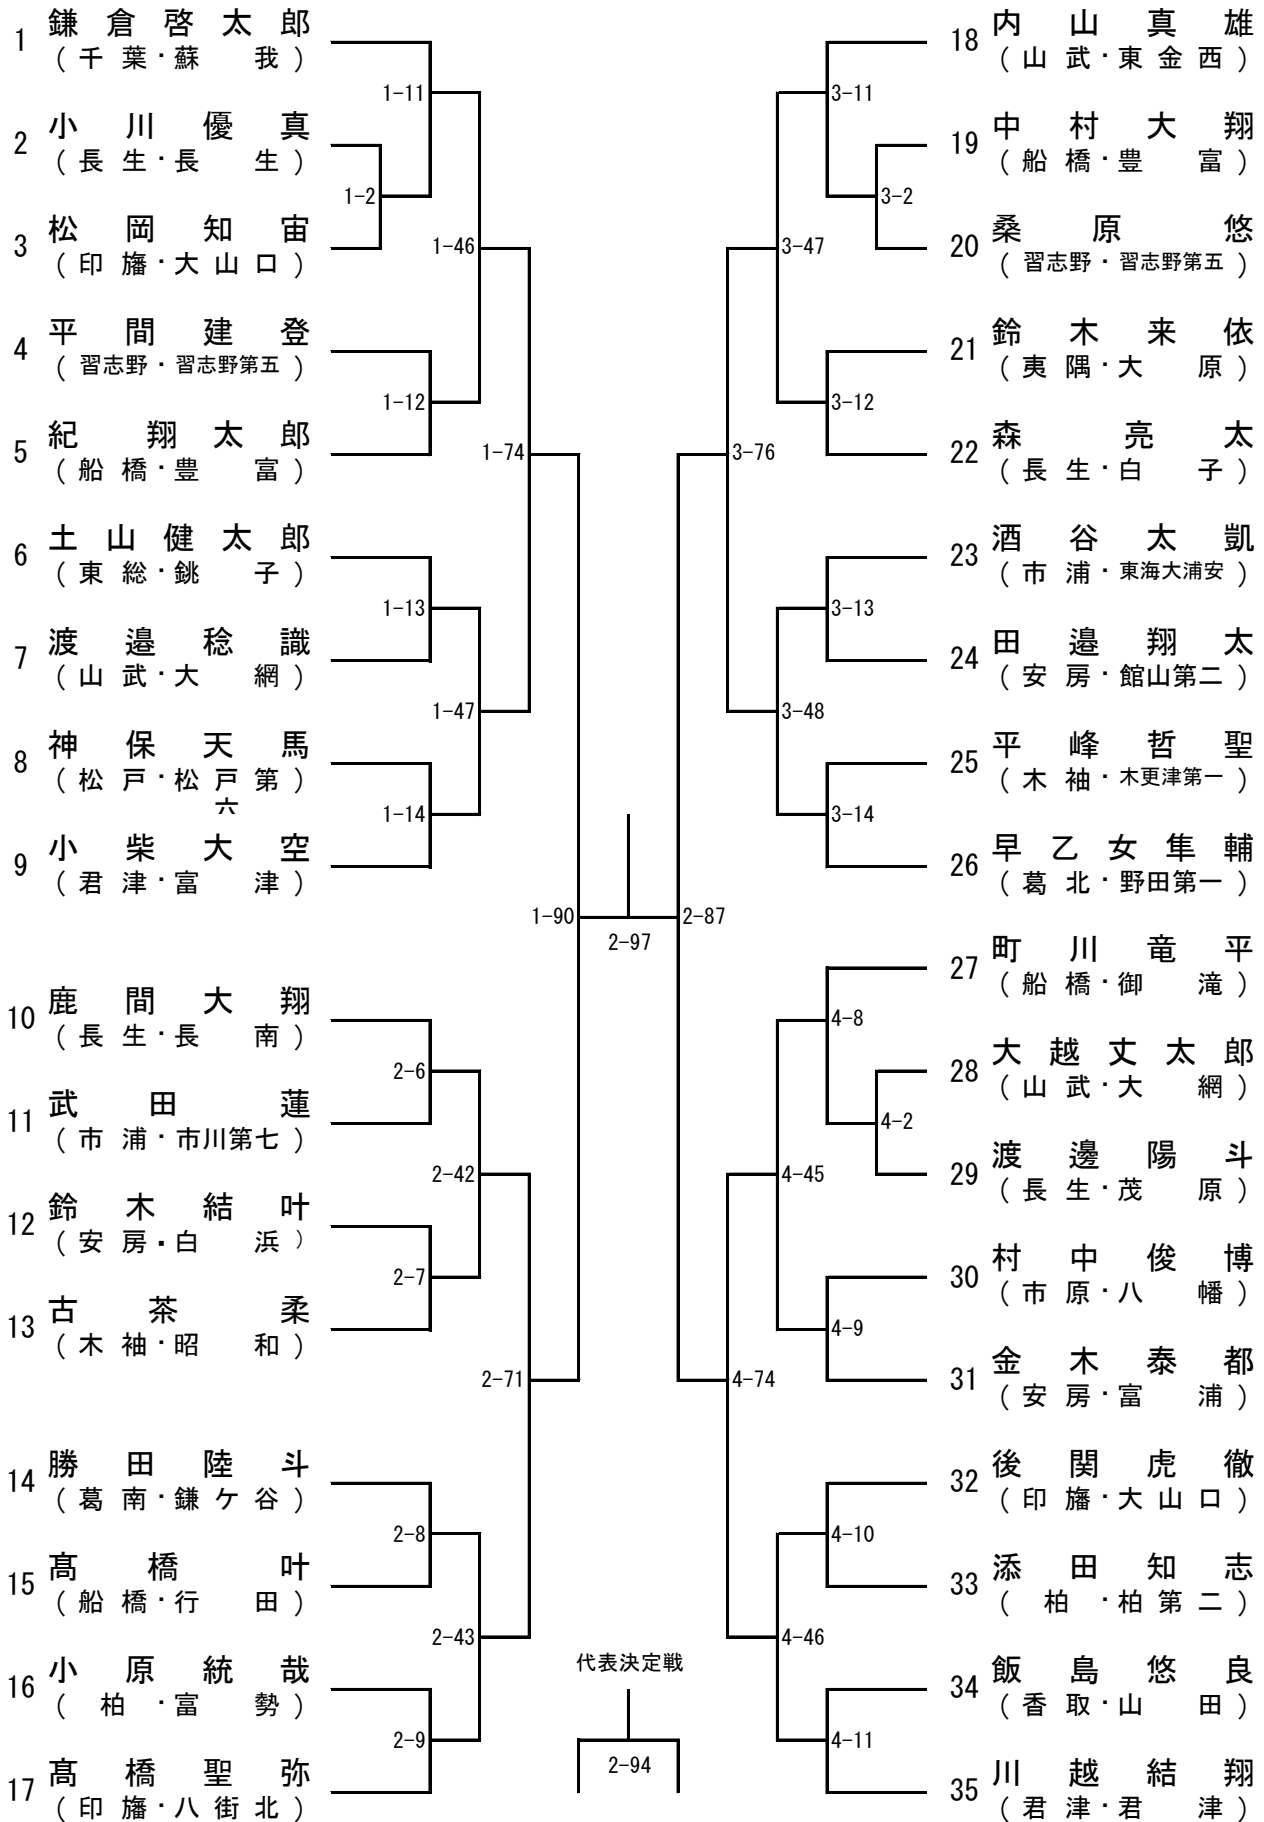 1 鎌倉啓太郎
(千葉・蘇我)
2 小川優真
(長生・長生)
3 松岡知宙
(印旛・大山口)
4 平間建登
(習志野・習志野第五)
5 紀翔太郎
(船橋・豊富)
6 土山健太郎
(東総・銚子)
7 渡邉稔識
(山武・大網)
8 神保天馬
(松戸・松戸第
六
9 小柴大空
(君津・富津)
10 鹿間大翔
(長生・長南)
11 武田蓮
(市浦・市川第七)
12 鈴木結叶
(安房・白浜)
13 古茶柔
(木袖・昭和)
14 勝田陸斗
(葛南・鎌ケ谷)
15 髙橋叶
(船橋・行田)
16 小原統哉
(柏・富勢)
17 髙橋聖弥
(印旛・八街北)
1-11
1-2
1-46
1-12
1-74
1-13
1-47
1-14
1-90
2-6
2-42
2-7
2-71
2-8
2-43
2-9
2-97
代表決定戦
2-94
3-11
3-2
3-47
3-12
3-76
3-13
3-48
3-14
2-87
4-8
4-2
4-45
4-9
4-74
4-10
4-46
4-11
18 内山真雄
(山武・東金西)
19 中村大翔
(船橋・豊富)
20 桑原悠
(習志野・習志野第五)
21 鈴木来依
(夷隅・大原)
22 森亮太
(長生・白子)
23 酒谷太凱
(市浦・東海大浦安)
24 田邉翔太
(安房・館山第二)
25 平峰哲聖
(木袖・木更津第一)
26 早乙女隼輔
(葛北・野田第一)
27 町川竜平
(船橋・御滝)
28 大越丈太郎
(山武・大網)
29 渡邊陽斗
(長生・茂原)
30 村中俊博
(市原・八幡)
31 金木泰都
(安房・富浦)
32 後関虎徹
(印旛・大山口)
33 添田知志
(柏・柏第二)
34 飯島悠良
(香取・山田)
35 川越結翔
(君津・君津)